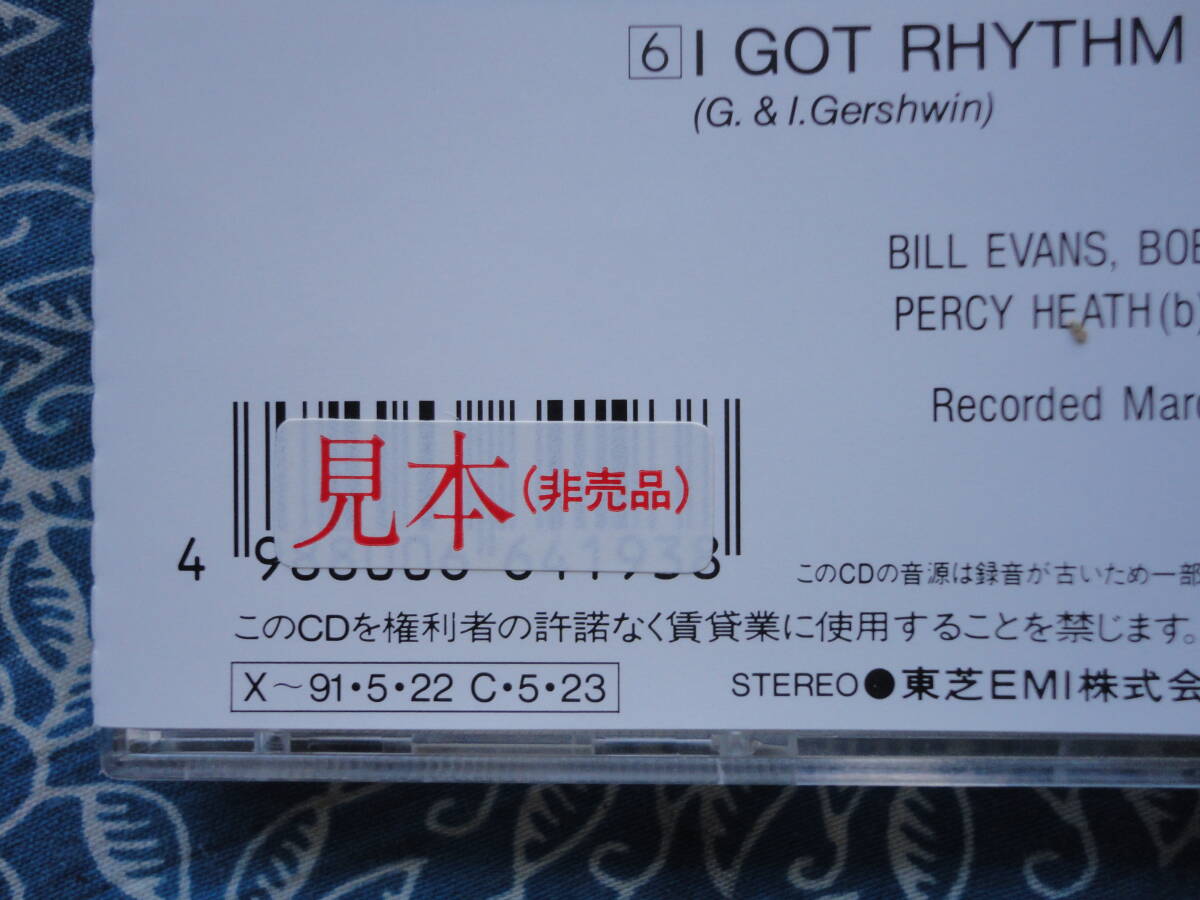 6 I GOT RHYTHM
(G. & I.Gershwin)
BILL EVANS,
PERCY HEATH (b)
Recorded
見本(非売品)
4 988006 641938
このCDの音源は録音が古いため一部
このCDを権利者の許諾なく賃貸業に使用することを禁じます。
X〜91・5・22 C・5・23
STEREO●東芝EMI株式会